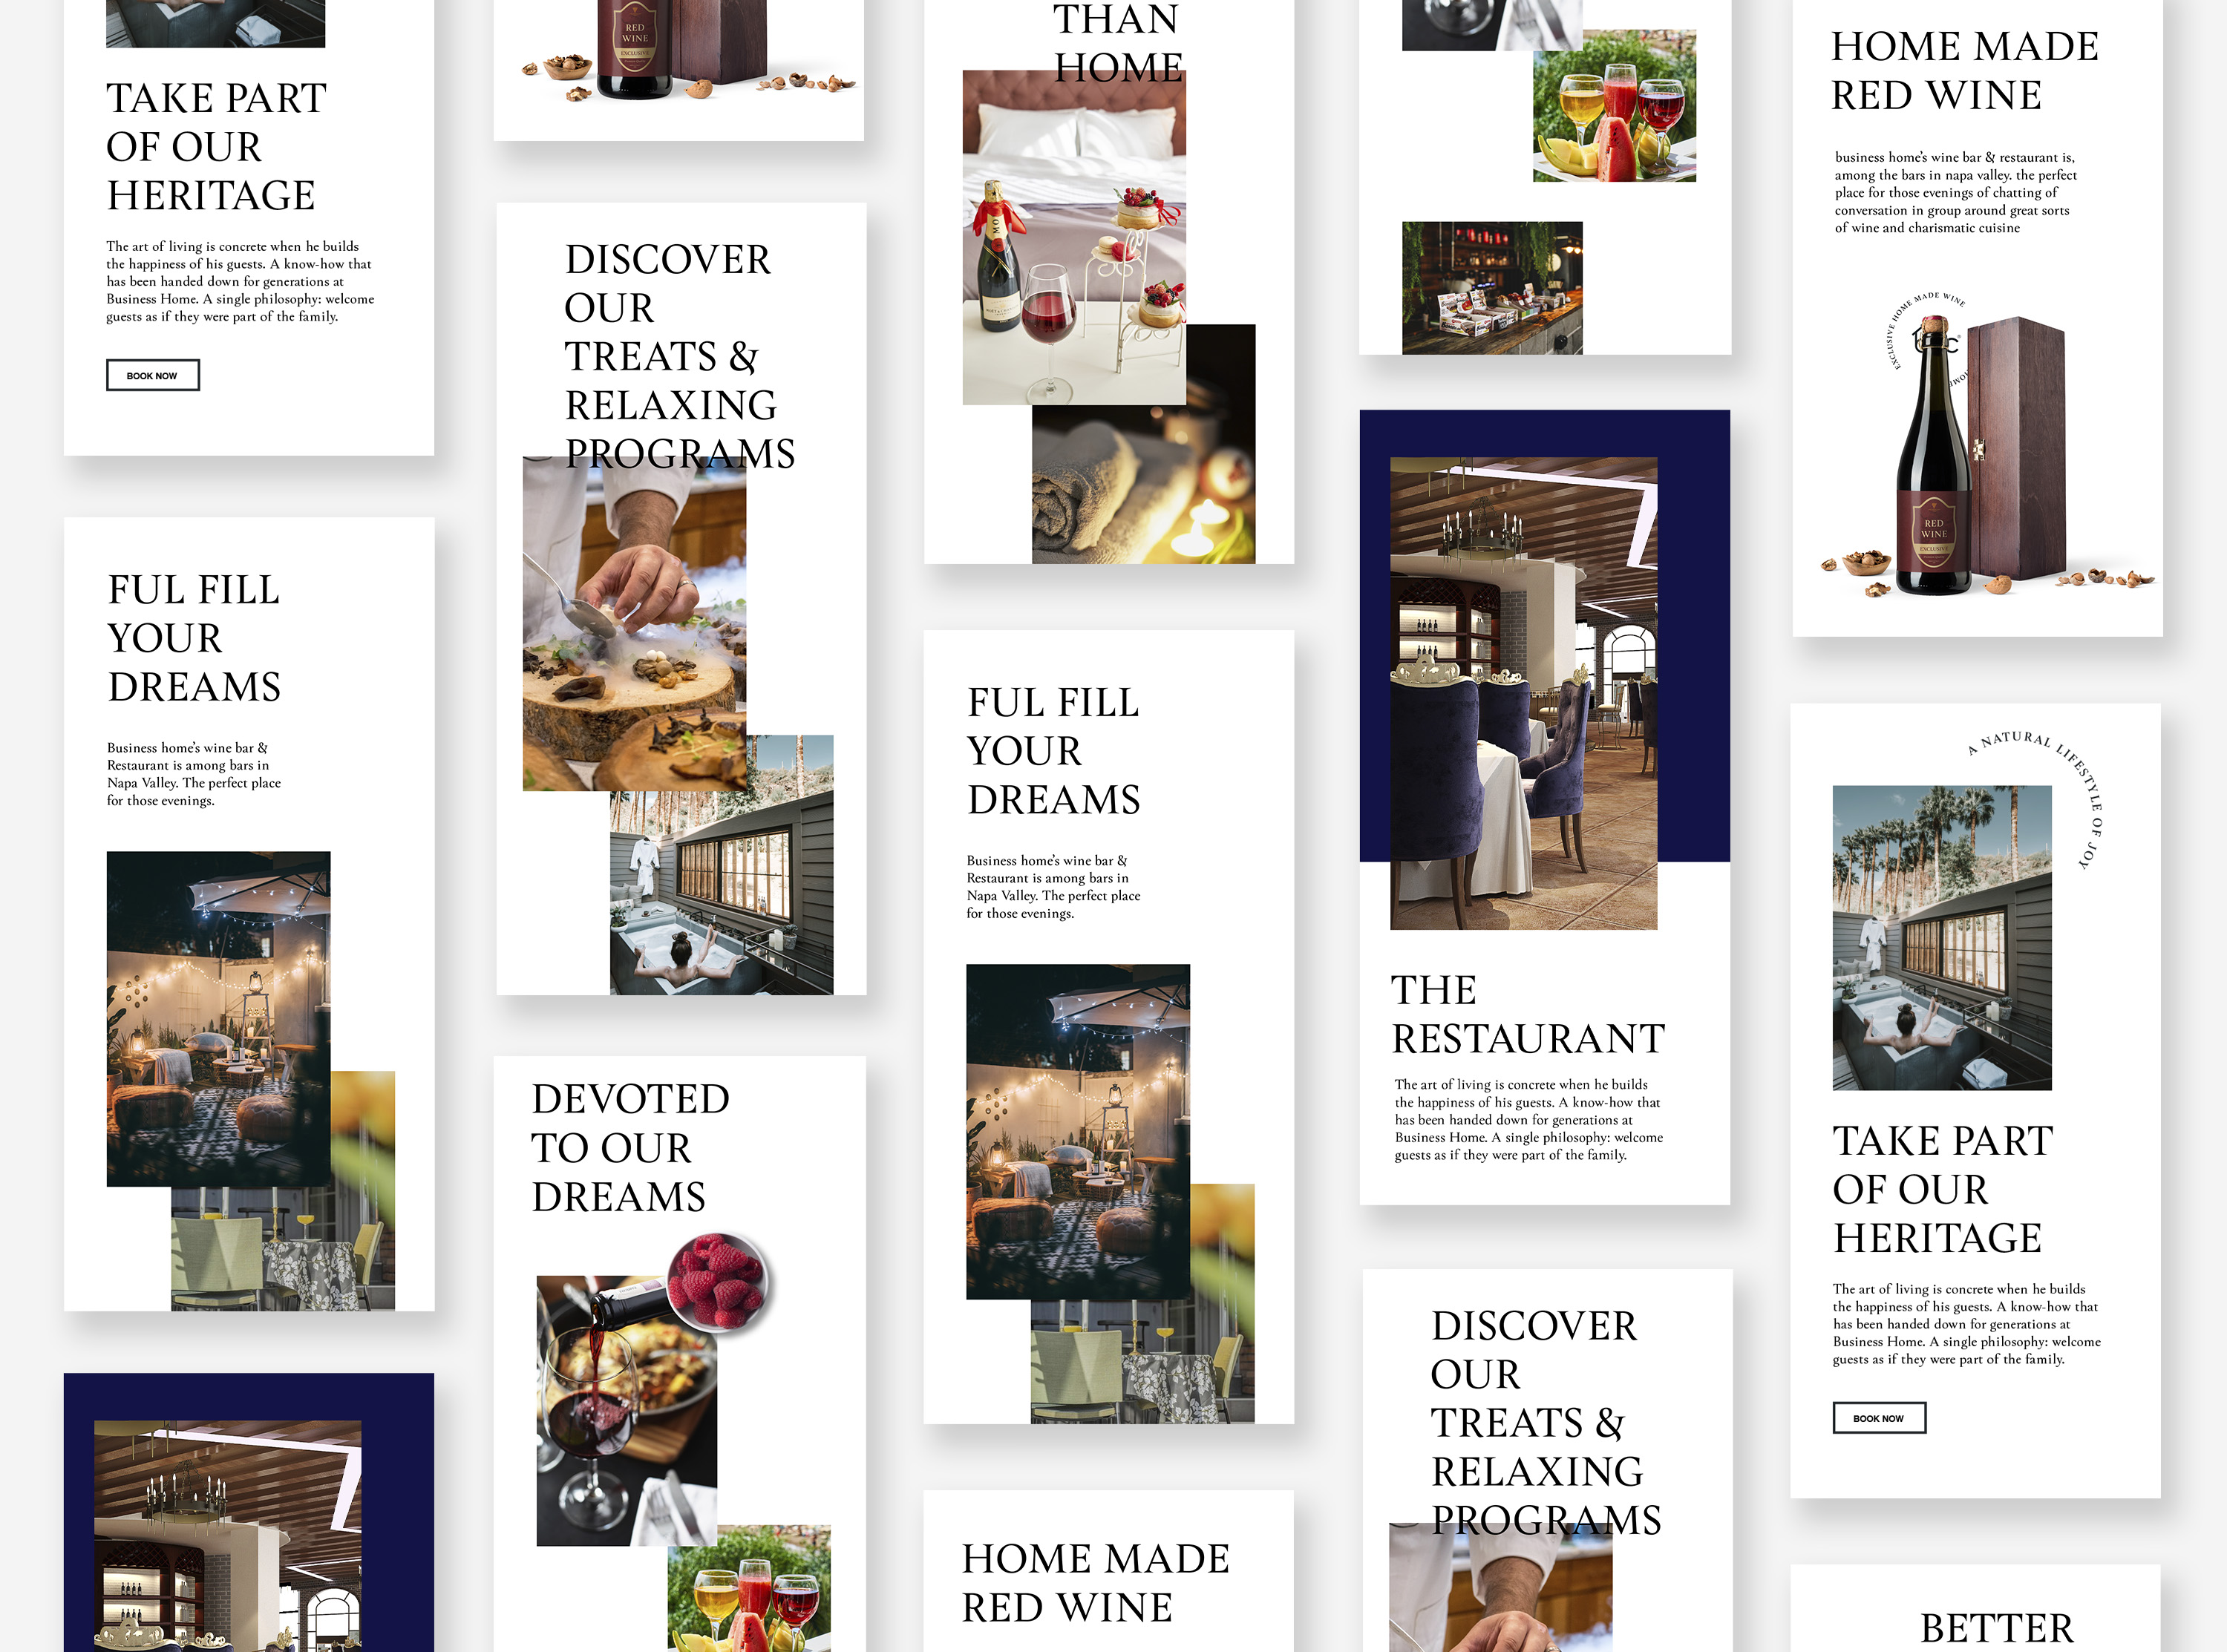 TAKE PART
OF OUR
HERITAGE
The art of living is concrete when he builds
the happiness of his guests. A know-how that
has been handed down for generations at
Business Home. A single philosophy: welcome
guests as if they were part of the family.
BOOK NOW
FUL FILL
YOUR
DREAMS
Business home's wine bar &
Restaurant is among bars in
Napa Valley. The perfect place
for those evenings.
RED
WINE
EXCLUSIVE
DISCOVER
OUR
TREATS &
RELAXING
PROGRAMS
DEVOTED
TO OUR
DREAMS
THAN
HOME
FUL FILL
YOUR
DREAMS
Business home's wine bar &
Restaurant is among bars in
Napa Valley. The perfect place
for those evenings.
HOME MADE
RED WINE
THE
RESTAURANT
The art of living is concrete when he builds
the happiness of his guests. A know-how that
has been handed down for generations at
Business Home. A single philosophy: welcome
guests as if they were part of the family.
DISCOVER
OUR
TREATS &
RELAXING
PROGRAMS
HOME MADE
RED WINE
business home's wine bar & restaurant is,
among the bars in napa valley. the perfect
place for those evenings of chatting of
conversation in group around great sorts
of wine and charismatic cuisine
EXCLUSIVE HOME MADE WINE
RED
WINE
EXCLUSIVE
A NATURAL LIFESTYLE OF JOY
TAKE PART
OF OUR
HERITAGE
The art of living is concrete when he builds
the happiness of his guests. A know-how that
has been handed down for generations at
Business Home. A single philosophy: welcome
guests as if they were part of the family.
BOOK NOW
BETTER